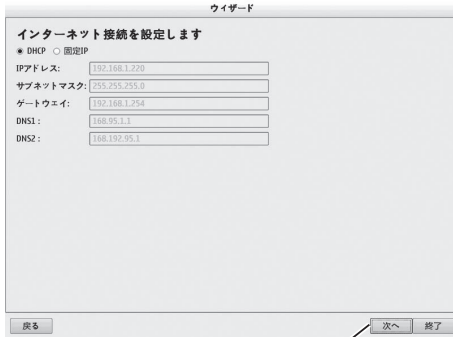 ウィザード
インターネット接続を設定します
DHCP 固定IP
IPアドレス: 192.168.1.220
サブネットマスク: 255.255.255.0
ゲートウェイ: 192.168.1.254
DNS1 : 168.95.1.1
DNS2 : 168.192.95.1
戻る 次へ 終了